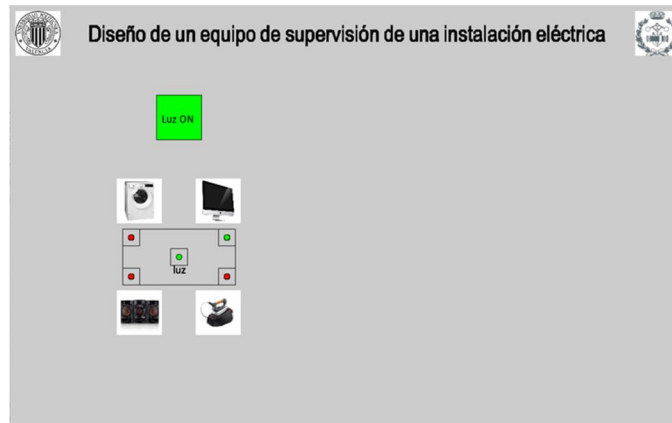 Diseño de un equipo de supervisión de una instalación eléctrica
Luz ON
luz